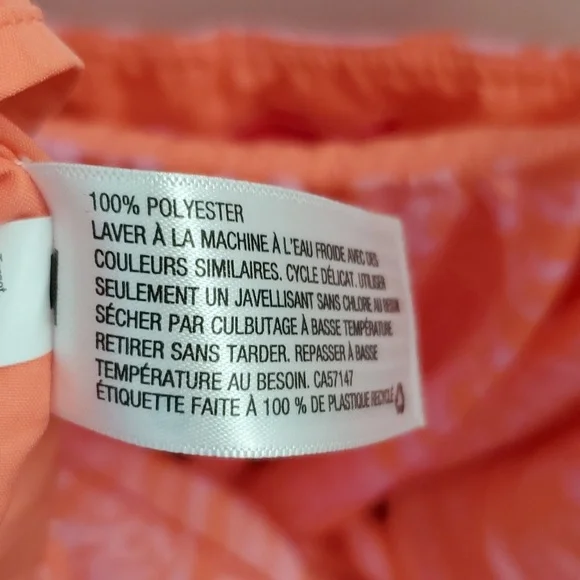 100% POLYESTER
LAVER À LA MACHINE À L'EAU FROIDE AVEC DES
COULEURS SIMILAIRES. CYCLE DÉLICAT. UTILISER
SEULEMENT UN JAVELLISANT SANS CHLORE AU BESOIN
SÉCHER PAR CULBUTAGE À BASSE TEMPÉRATURE
RETIRER SANS TARDER. REPASSER À BASSE
TEMPÉRATURE AU BESOIN. CA57147
ÉTIQUETTE FAITE À 100 % DE PLASTIQUE RECYCLÉ